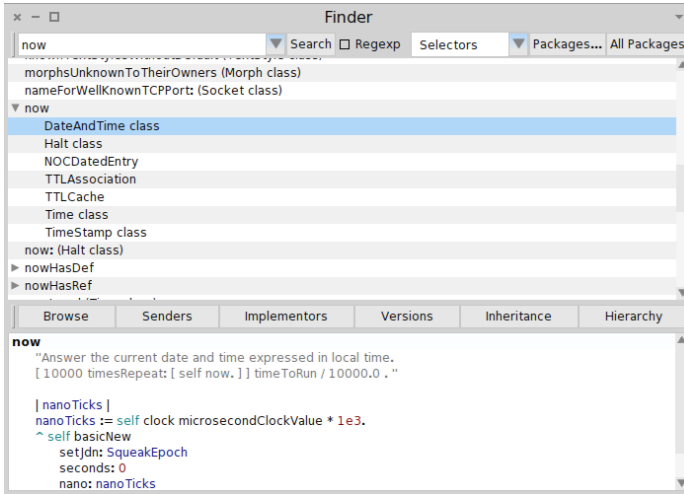 Finder
now Search Regexp Selectors Packages... All Packages
morphsUnknownToTheirOwners (Morph class)
nameForWellKnownTCPPort: (Socket class)
now
DateAndTime class
Halt class
NOCDatedEntry
TTLAssociation
TTLCache
Time class
TimeStamp class
now: (Halt class)
nowHasDef
nowHasRef
Browse Senders Implementors Versions Inheritance Hierarchy
now
"Answer the current date and time expressed in local time.
[ 10000 timesRepeat: [ self now. ] ] timeToRun / 10000.0 . "
| nanoTicks |
nanoTicks := self clock microsecondClockValue * 1e3.
^ self basicNew
setJdn: SqueakEpoch
seconds: 0
nano: nanoTicks